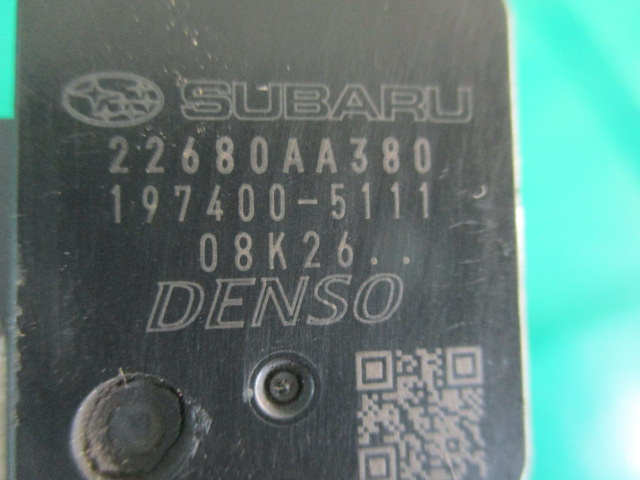 SUBARU
22680AA380
197400-5111
08K26..
DENSO